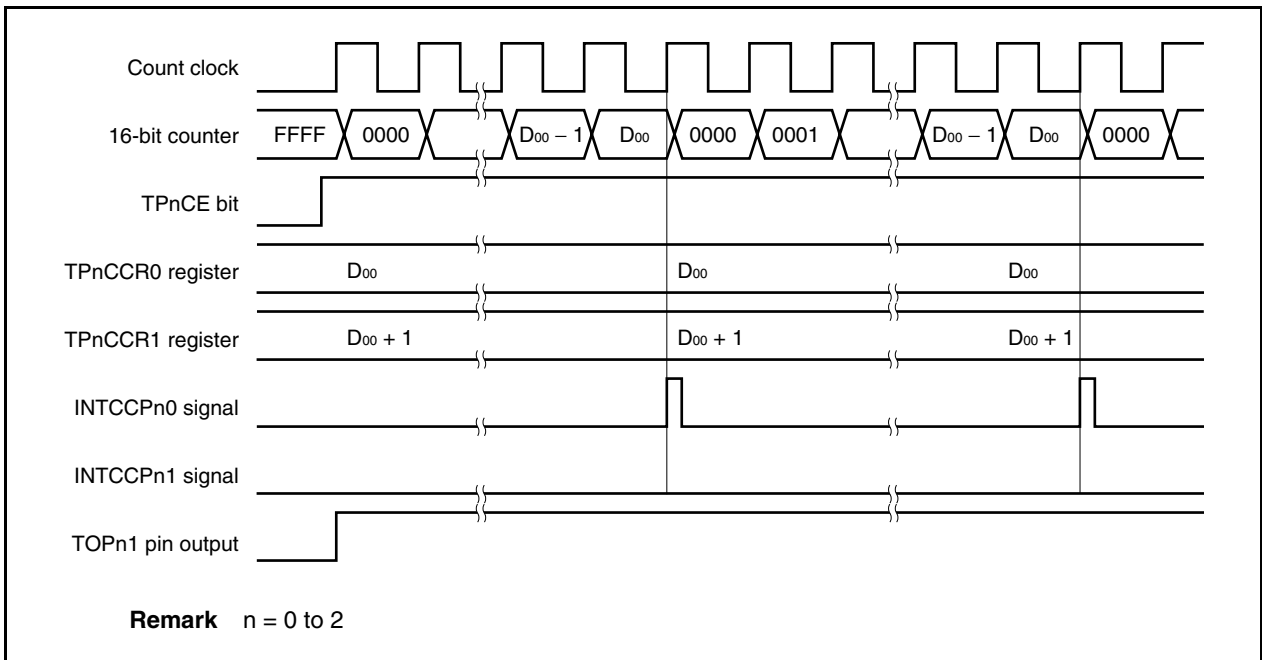 Count clock
16-bit counter FFFF 0000 D00 − 1 D00 0000 0001 D00 − 1 D00 0000
TPnCE bit
TPnCCR0 register D00 D00 D00
TPnCCR1 register D00 + 1 D00 + 1 D00 + 1
INTCCPn0 signal
INTCCPn1 signal
TOPn1 pin output
Remark n = 0 to 2